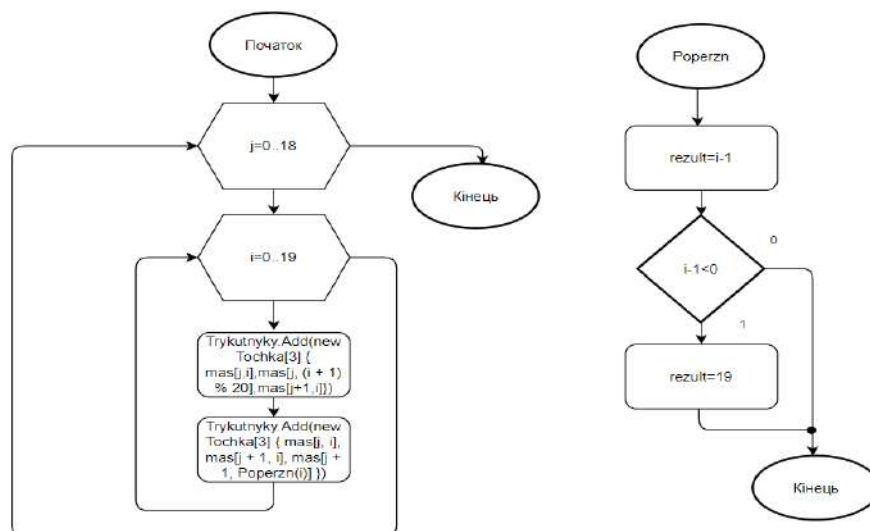 Початок
j=0..18
Кінець
i=0..19
Trykutnyky.Add(new
Tochka[3] {
mas[j,i],mas[j, (i + 1)
% 20],mas[j+1,i]})
Trykutnyky.Add(new
Tochka[3] { mas[j, i],
mas[j + 1, i], mas[j +
1, Poperzn(i)] })
Poperzn
rezult=i-1
0
i-1<0
1
rezult=19
Кінець